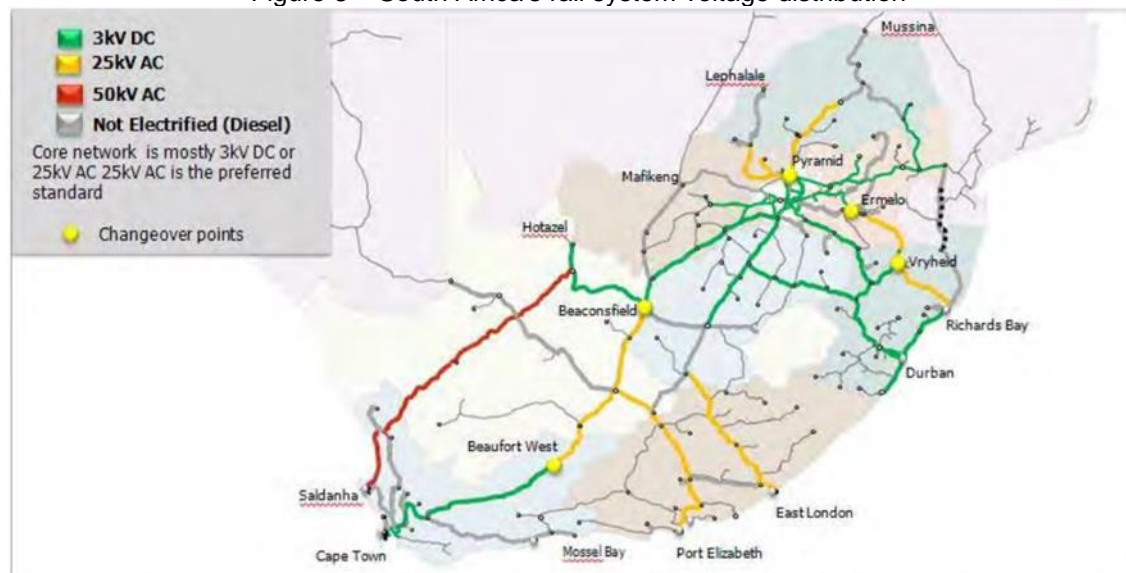 Figure 3 – South Africa's rail system voltage distribution
3kV DC
25kV AC
50kV AC
Not Electrified (Diesel)
Core network is mostly 3kV DC or
25kV AC 25kV AC is the preferred
standard
Changeover points
Mussina
Lephalale
Pyramid
Mafikeng
Ermelo
Hotazel
Vryheid
Beaconsfield
Richards Bay
Durban
Beaufort West
Saldanha
East London
Cape Town
Mossel Bay
Port Elizabeth